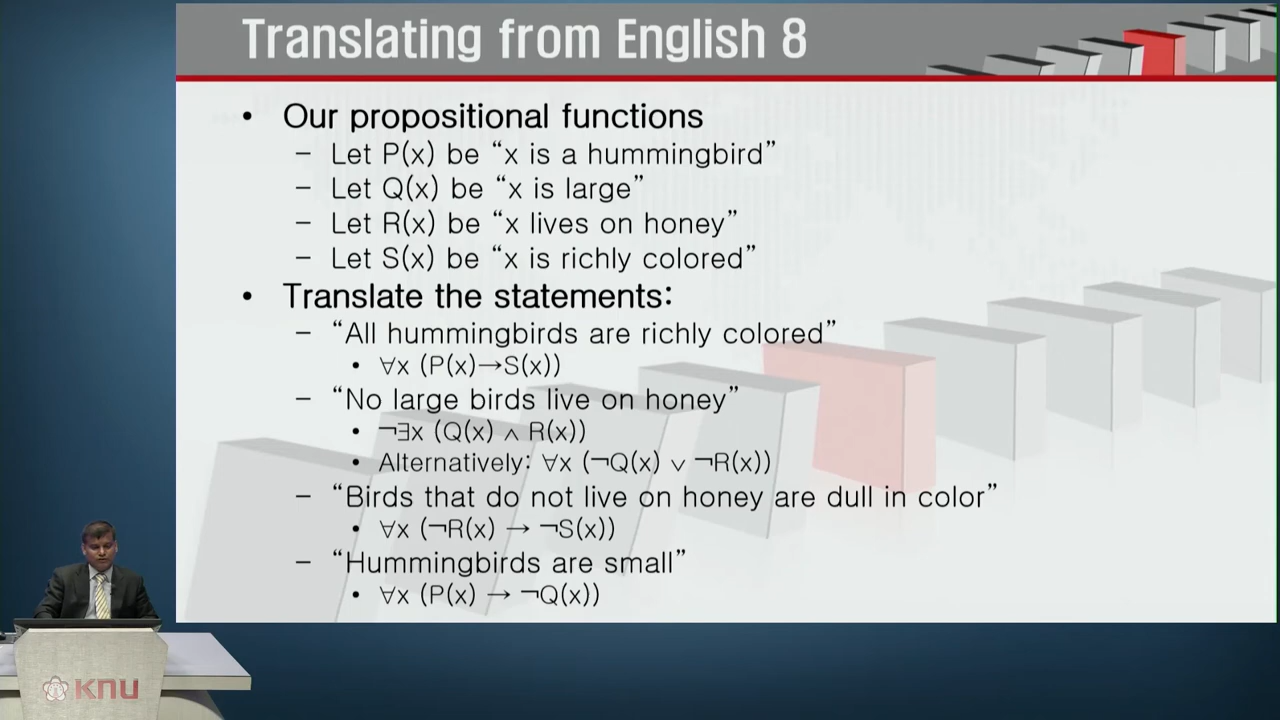 Translating from English 8
• Our propositional functions
– Let P(x) be “x is a hummingbird”
– Let Q(x) be “x is large”
– Let R(x) be “x lives on honey”
– Let S(x) be “x is richly colored”
• Translate the statements:
– “All hummingbirds are richly colored”
• ∀x (P(x)→S(x))
– “No large birds live on honey”
• ¬∃x (Q(x) ∧ R(x))
• Alternatively: ∀x (¬Q(x) ∨ ¬R(x))
– “Birds that do not live on honey are dull in color”
• ∀x (¬R(x) → ¬S(x))
– “Hummingbirds are small”
• ∀x (P(x) → ¬Q(x))
KNU